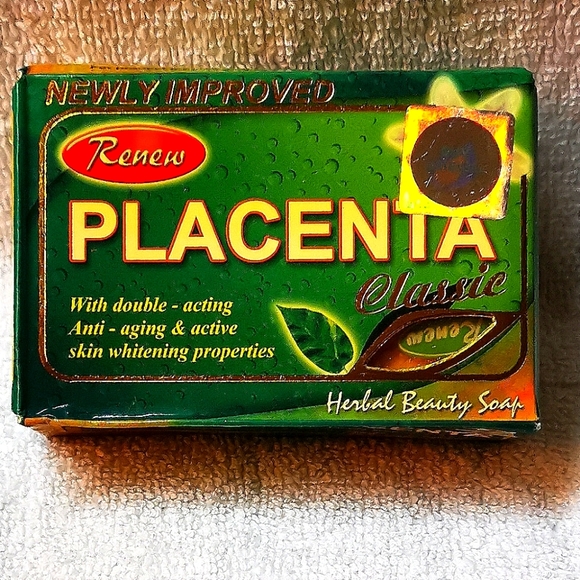 NEWLY IMPROVED
Renew
PLACENTA
Classic
With double - acting
Anti - aging & active
skin whitening properties
Renew
Herbal Beauty Soap